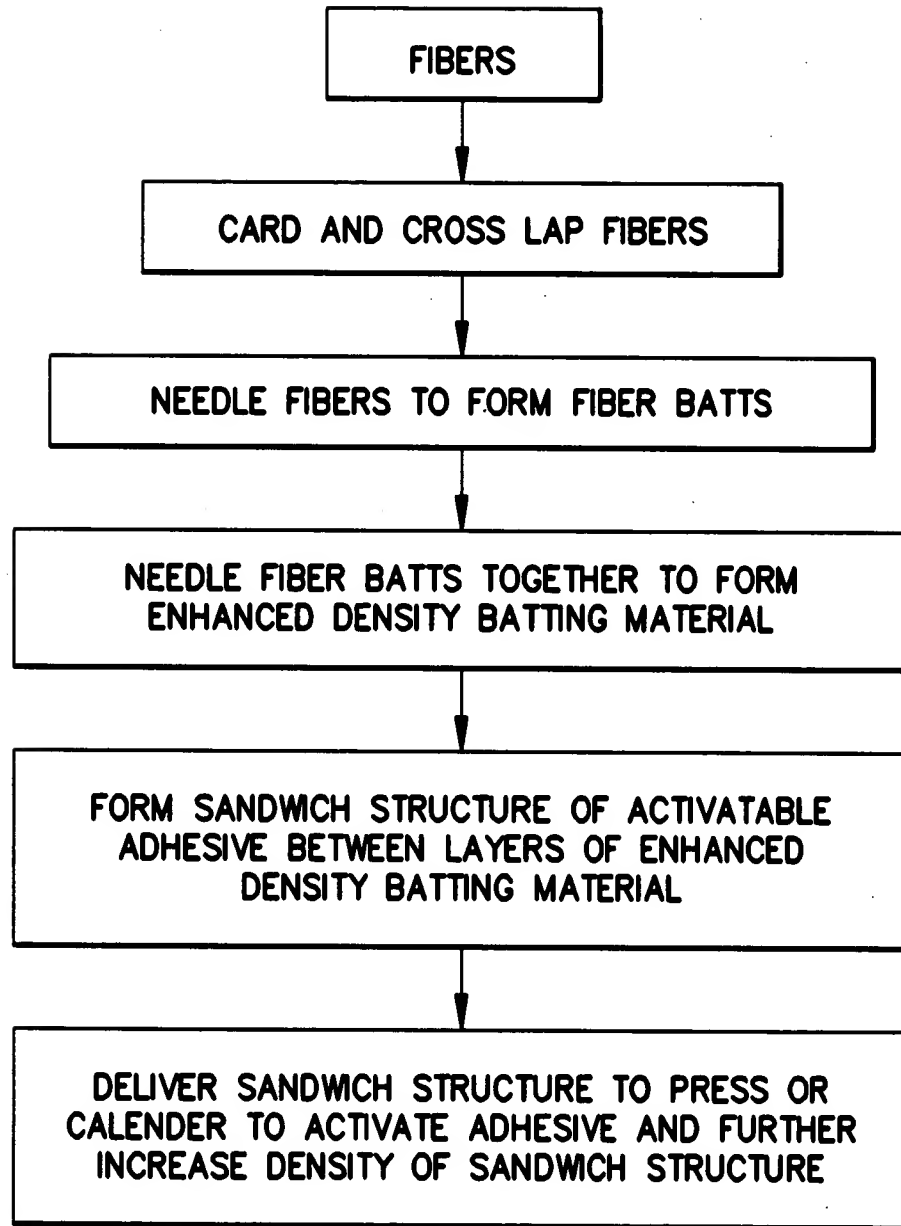 FIBERS
CARD AND CROSS LAP FIBERS
NEEDLE FIBERS TO FORM FIBER BATTS
NEEDLE FIBER BATTS TOGETHER TO FORM
ENHANCED DENSITY BATTING MATERIAL
FORM SANDWICH STRUCTURE OF ACTIVATABLE
ADHESIVE BETWEEN LAYERS OF ENHANCED
DENSITY BATTING MATERIAL
DELIVER SANDWICH STRUCTURE TO PRESS OR
CALENDER TO ACTIVATE ADHESIVE AND FURTHER
INCREASE DENSITY OF SANDWICH STRUCTURE